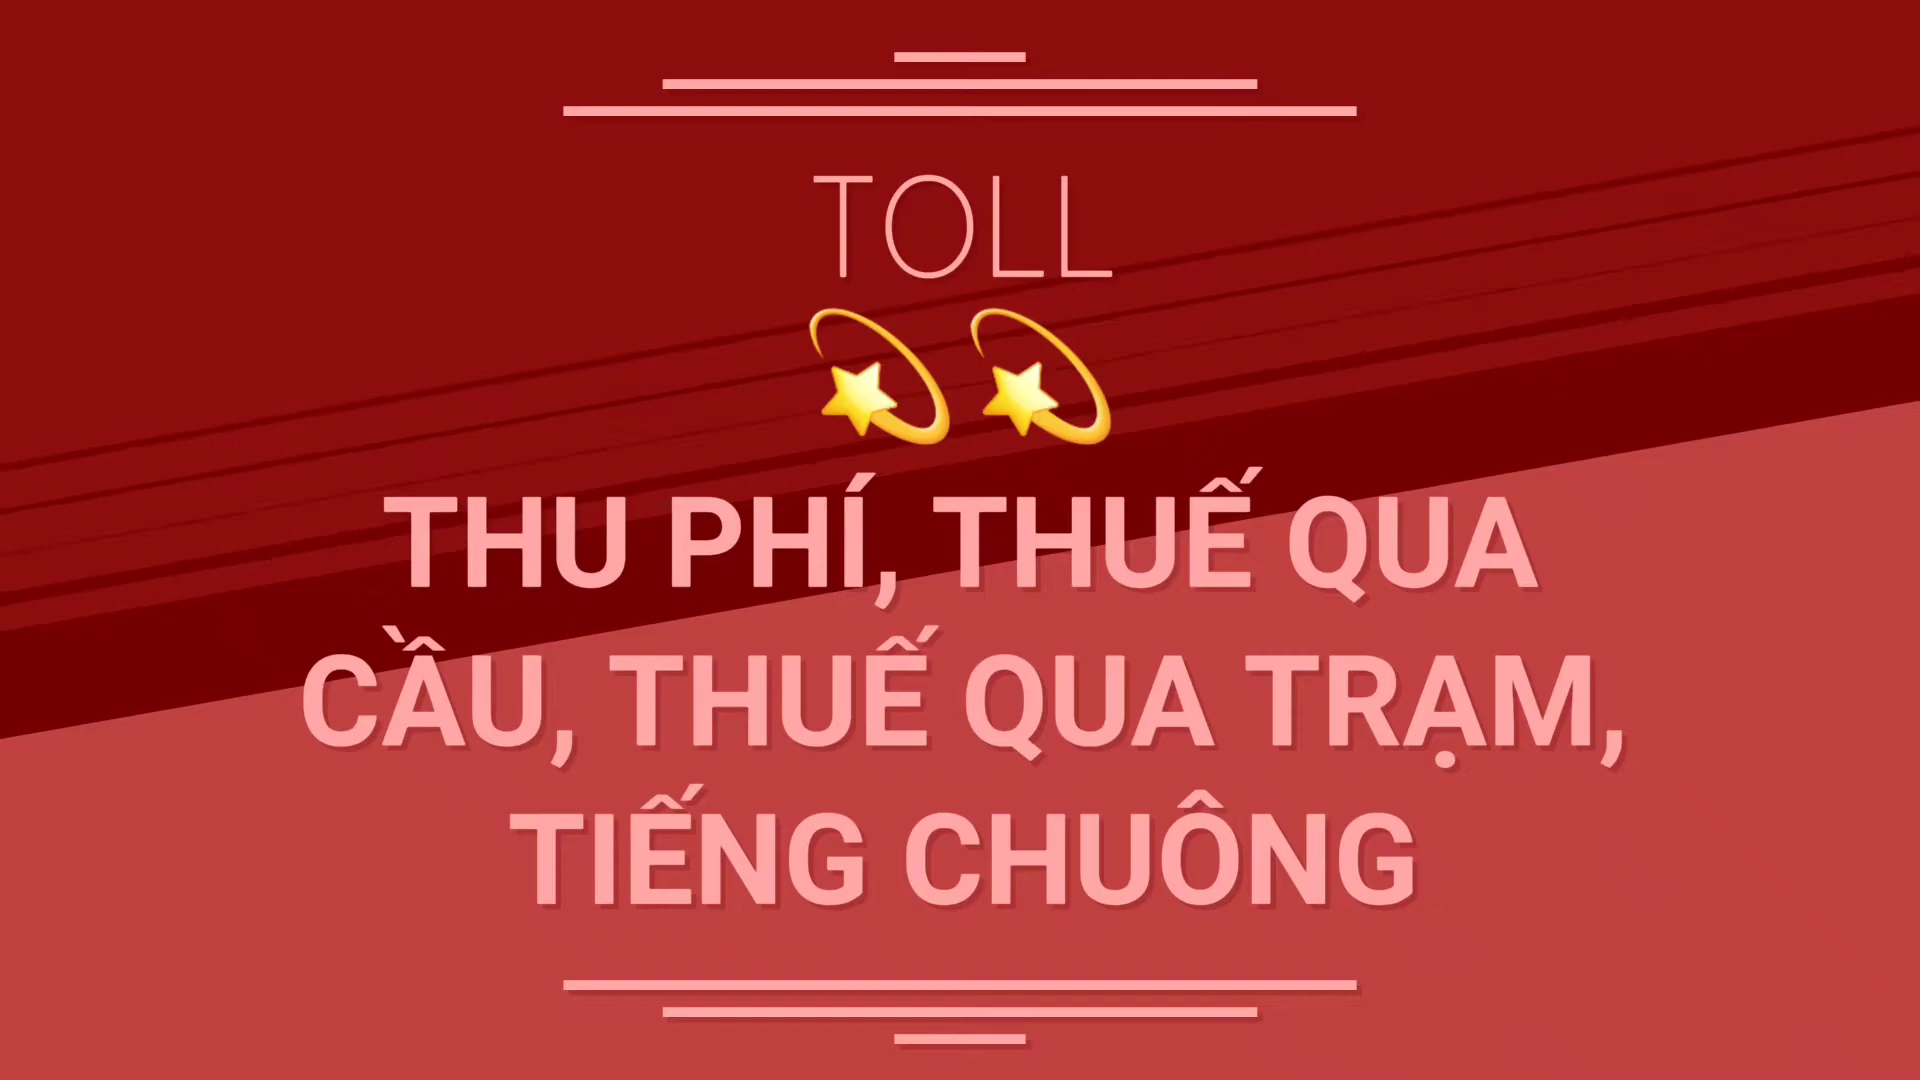 TOLL
THU PHÍ, THUẾ QUA
CẦU, THUẾ QUA TRẠM,
TIẾNG CHUÔNG